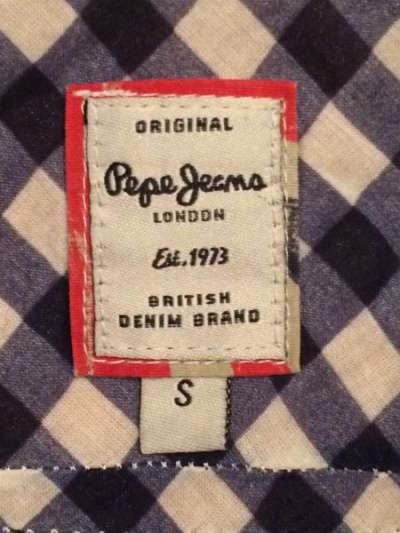 ORIGINAL
Pepe Jeans
LONDON
Est. 1973
BRITISH
DENIM BRAND
S